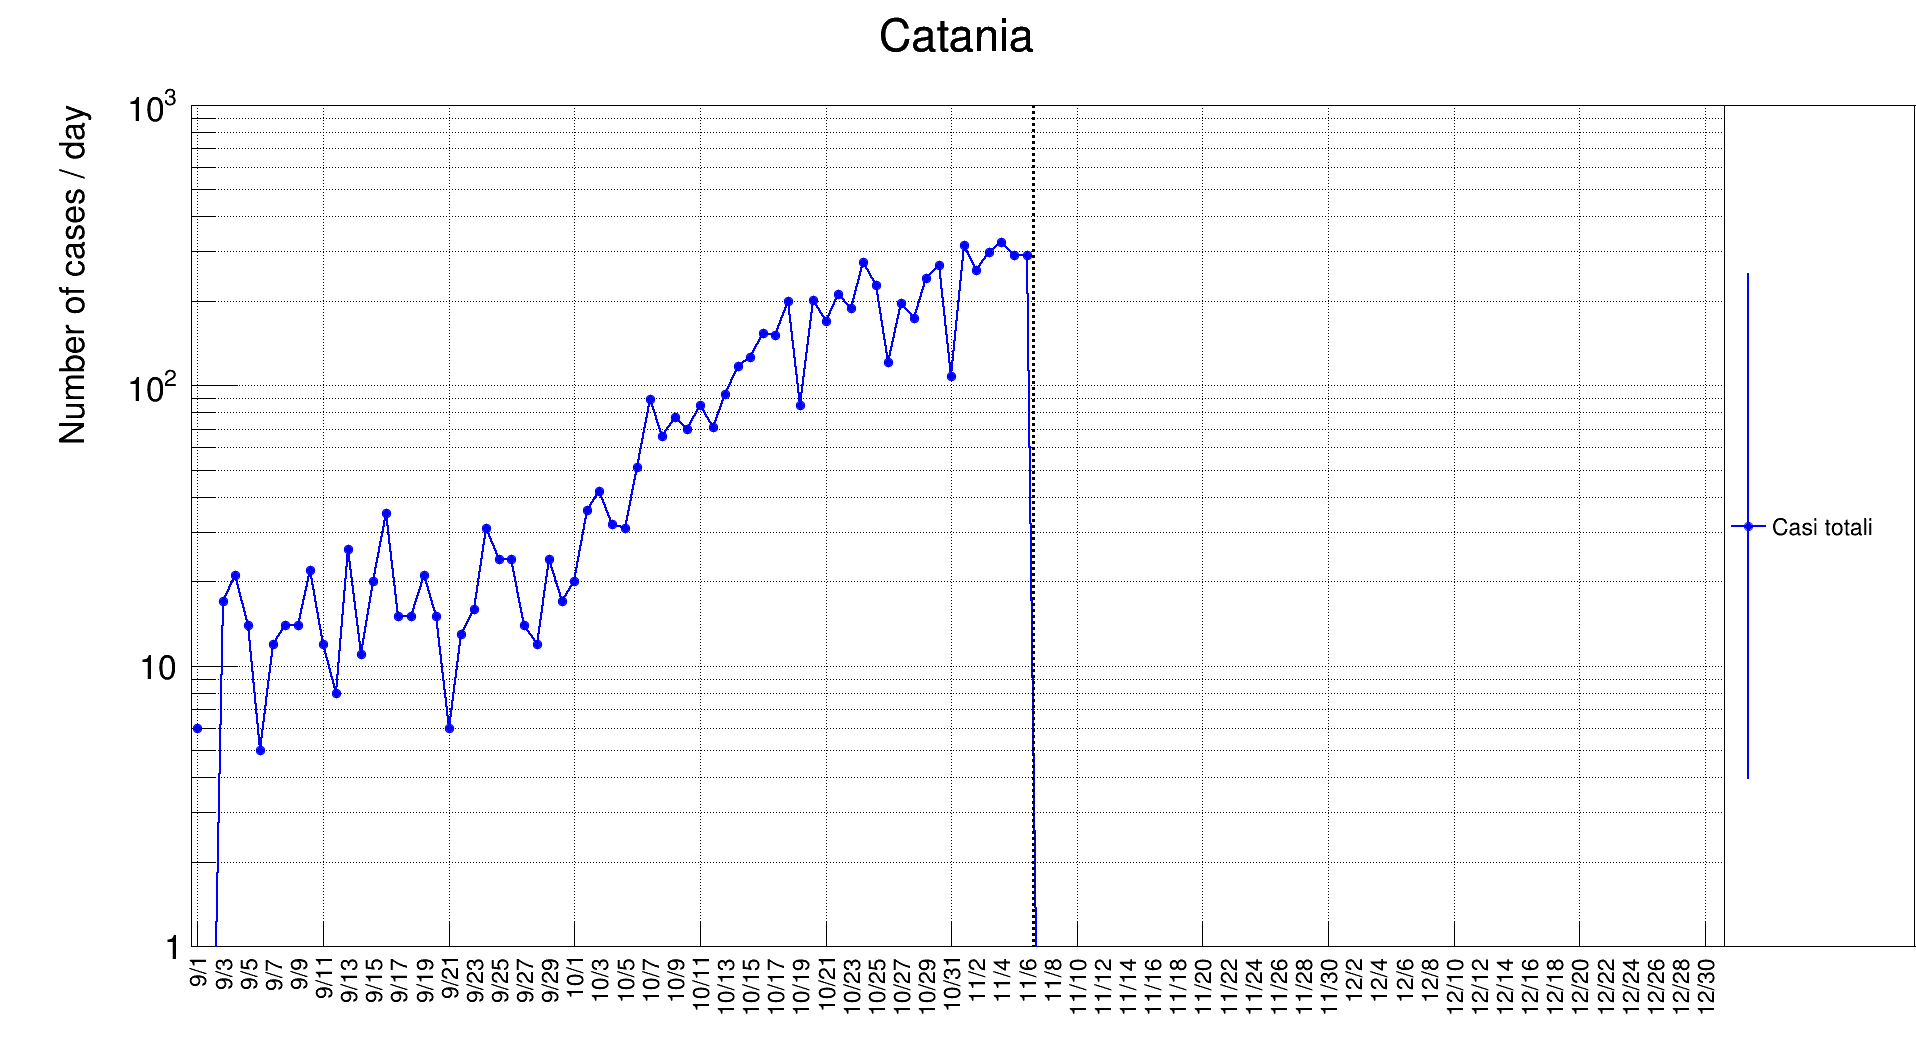 Catania
Number of cases / day
10³
10²
10
1
9/1 9/3 9/5 9/7 9/9 9/11 9/13 9/15 9/17 9/19 9/21 9/23 9/25 9/27 9/29 10/1 10/3 10/5 10/7 10/9 10/11 10/13 10/15 10/17 10/19 10/21 10/23 10/25 10/27 10/29 10/31 11/2 11/4 11/6 11/8 11/10 11/12 11/14 11/16 11/18 11/20 11/22 11/24 11/26 11/28 11/30 12/2 12/4 12/6 12/8 12/10 12/12 12/14 12/16 12/18 12/20 12/22 12/24 12/26 12/28 12/30
Casi totali